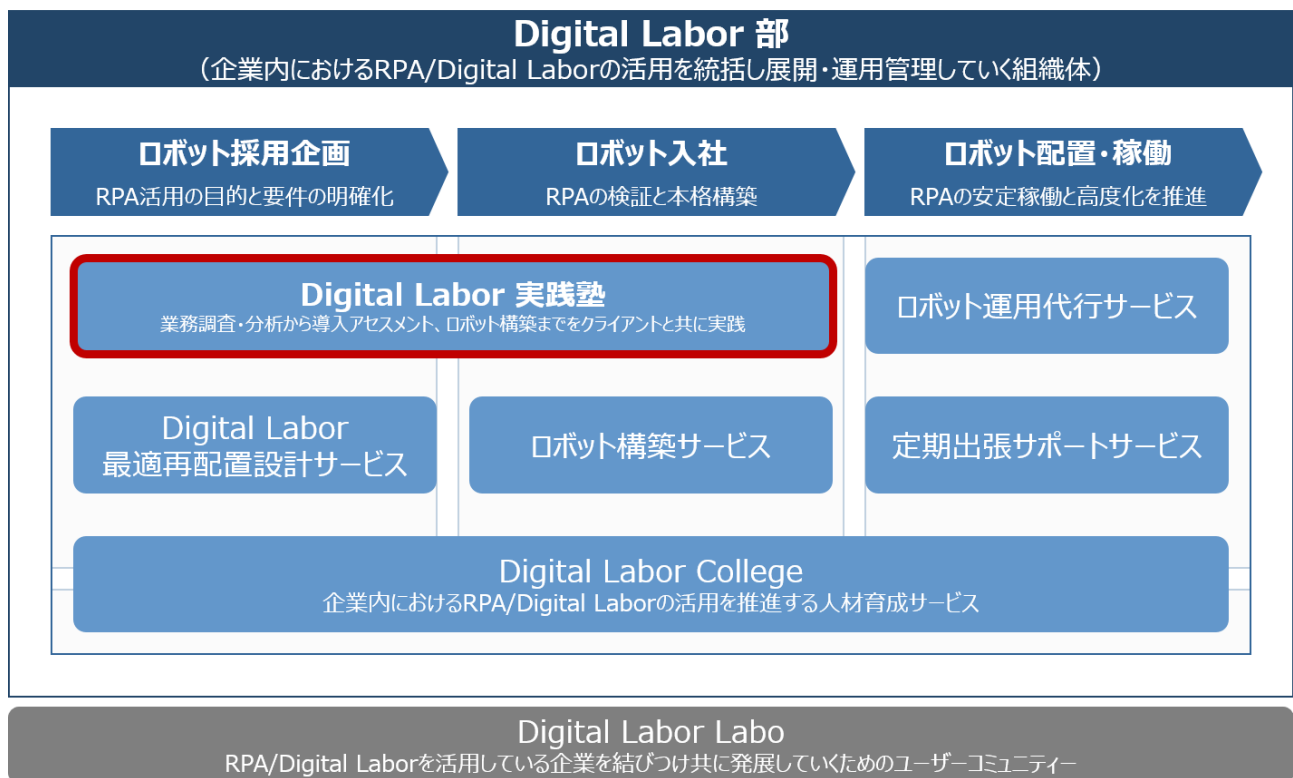 Digital Labor 部
（企業内におけるRPA/Digital Laborの活用を統括し展開・運用管理していく組織体）
ロボット採用企画
RPA活用の目的と要件の明確化
ロボット入社
RPAの検証と本格構築
ロボット配置・稼働
RPAの安定稼働と高度化を推進
Digital Labor 実践塾
業務調査・分析から導入アセスメント、ロボット構築までをクライアントと共に実践
ロボット運用代行サービス
Digital Labor
最適再配置設計サービス
ロボット構築サービス
定期出張サポートサービス
Digital Labor College
企業内におけるRPA/Digital Laborの活用を推進する人材育成サービス
Digital Labor Labo
RPA/Digital Laborを活用している企業を結びつけ共に発展していくためのユーザーコミュニティー